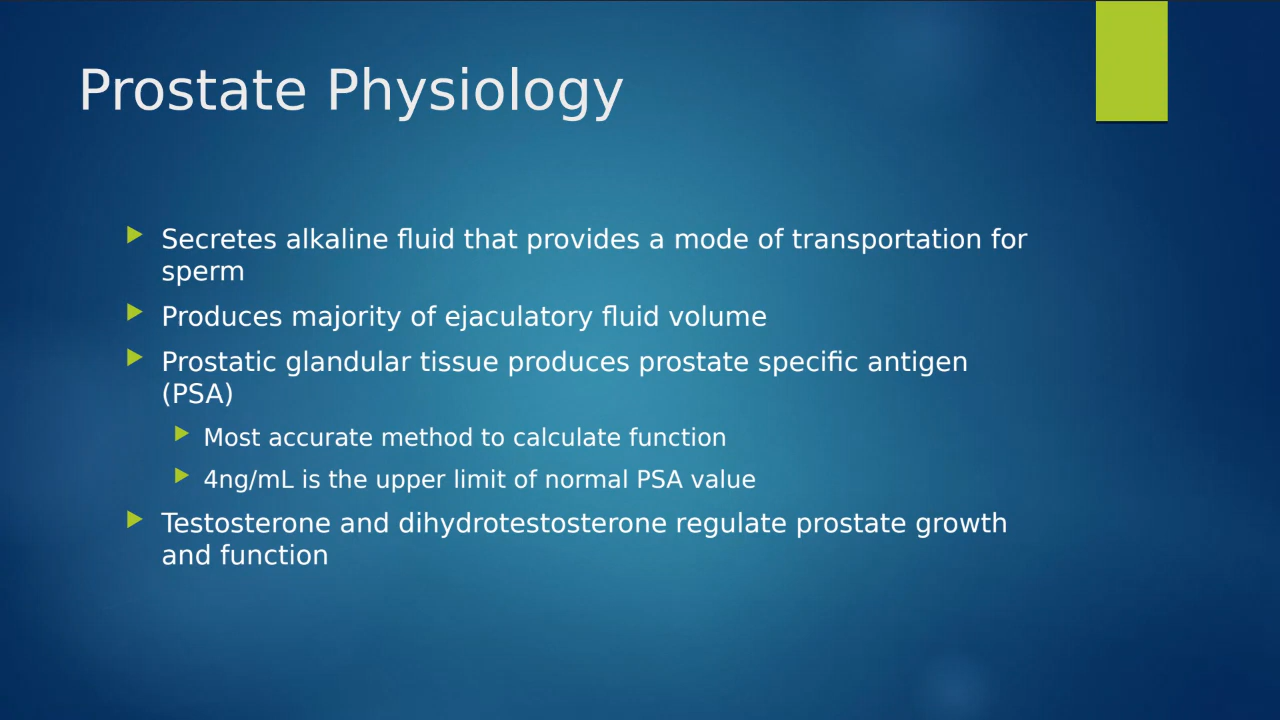 Prostate Physiology
Secretes alkaline fluid that provides a mode of transportation for
sperm
Produces majority of ejaculatory fluid volume
Prostatic glandular tissue produces prostate specific antigen
(PSA)
Most accurate method to calculate function
4ng/mL is the upper limit of normal PSA value
Testosterone and dihydrotestosterone regulate prostate growth
and function